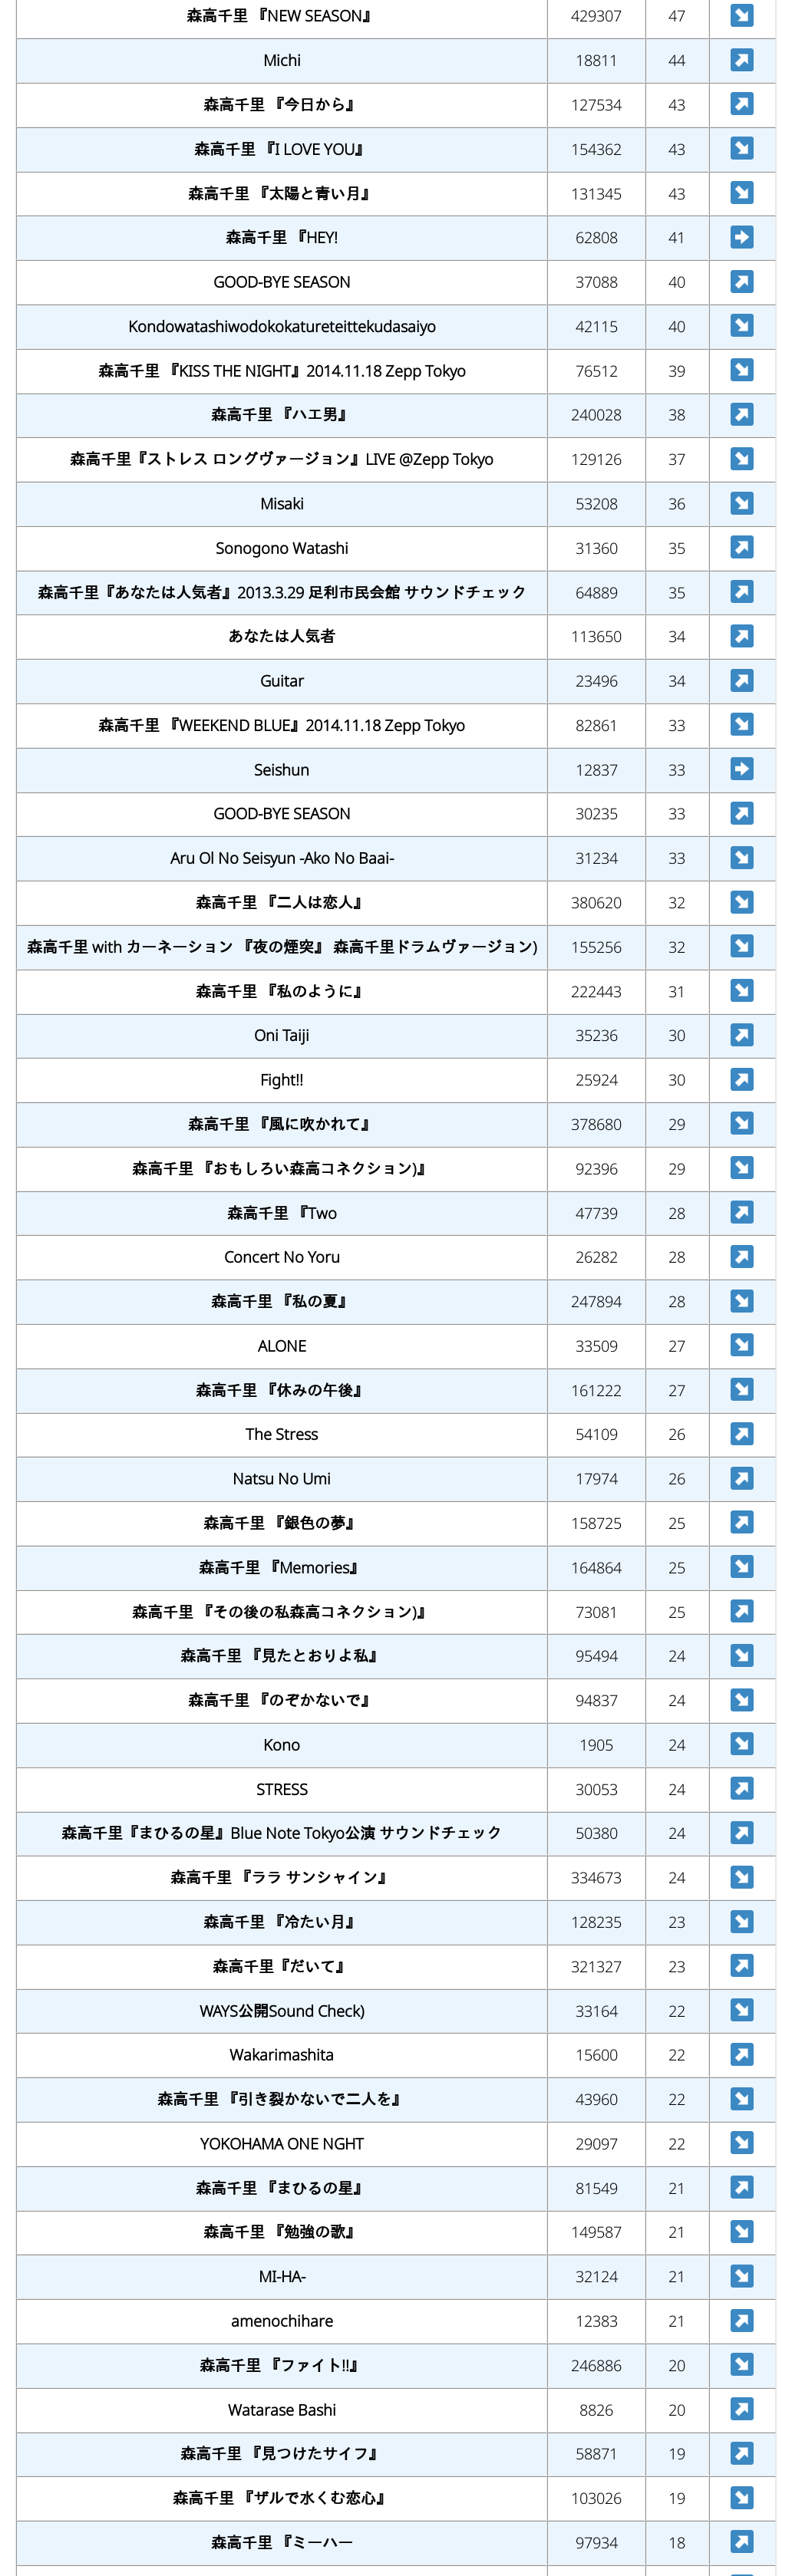 森高千里 『NEW SEASON』 429307 47 ↘
Michi 18811 44 ↗
森高千里 『今日から』 127534 43 ↗
森高千里 『I LOVE YOU』 154362 43 ↘
森高千里 『太陽と青い月』 131345 43 ↘
森高千里 『HEY! 62808 41 ➡
GOOD-BYE SEASON 37088 40 ↗
Kondowatashiwodokokatureteittekudasaiyo 42115 40 ↘
森高千里 『KISS THE NIGHT』2014.11.18 Zepp Tokyo 76512 39 ↘
森高千里 『ハエ男』 240028 38 ↗
森高千里『ストレス ロングヴァージョン』LIVE @Zepp Tokyo 129126 37 ↘
Misaki 53208 36 ↘
Sonogono Watashi 31360 35 ↗
森高千里『あなたは人気者』2013.3.29 足利市民会館 サウンドチェック 64889 35 ↗
あなたは人気者 113650 34 ↗
Guitar 23496 34 ↗
森高千里 『WEEKEND BLUE』2014.11.18 Zepp Tokyo 82861 33 ↘
Seishun 12837 33 ➡
GOOD-BYE SEASON 30235 33 ↗
Aru Ol No Seisyun -Ako No Baai- 31234 33 ↘
森高千里 『二人は恋人』 380620 32 ↘
森高千里 with カーネーション 『夜の煙突』 森高千里ドラムヴァージョン) 155256 32 ↘
森高千里 『私のように』 222443 31 ↘
Oni Taiji 35236 30 ↗
Fight!! 25924 30 ↗
森高千里 『風に吹かれて』 378680 29 ↘
森高千里 『おもしろい森高コネクション)』 92396 29 ↘
森高千里 『Two 47739 28 ↗
Concert No Yoru 26282 28 ↗
森高千里 『私の夏』 247894 28 ↘
ALONE 33509 27 ↘
森高千里 『休みの午後』 161222 27 ↘
The Stress 54109 26 ↗
Natsu No Umi 17974 26 ↗
森高千里 『銀色の夢』 158725 25 ↗
森高千里 『Memories』 164864 25 ↘
森高千里 『その後の私森高コネクション)』 73081 25 ↗
森高千里 『見たとおりよ私』 95494 24 ↘
森高千里 『のぞかないで』 94837 24 ↘
Kono 1905 24 ↘
STRESS 30053 24 ↗
森高千里『まひるの星』Blue Note Tokyo公演 サウンドチェック 50380 24 ↗
森高千里 『ララ サンシャイン』 334673 24 ↘
森高千里 『冷たい月』 128235 23 ↘
森高千里『だいて』 321327 23 ↗
WAYS公開Sound Check) 33164 22 ↘
Wakarimashita 15600 22 ↗
森高千里 『引き裂かないで二人を』 43960 22 ↘
YOKOHAMA ONE NGHT 29097 22 ↘
森高千里 『まひるの星』 81549 21 ↗
森高千里 『勉強の歌』 149587 21 ↘
MI-HA- 32124 21 ↘
amenochihare 12383 21 ↗
森高千里 『ファイト!!』 246886 20 ↘
Watarase Bashi 8826 20 ↗
森高千里 『見つけたサイフ』 58871 19 ↗
森高千里 『ザルで水くむ恋心』 103026 19 ↘
森高千里 『ミーハー 97934 18 ↗